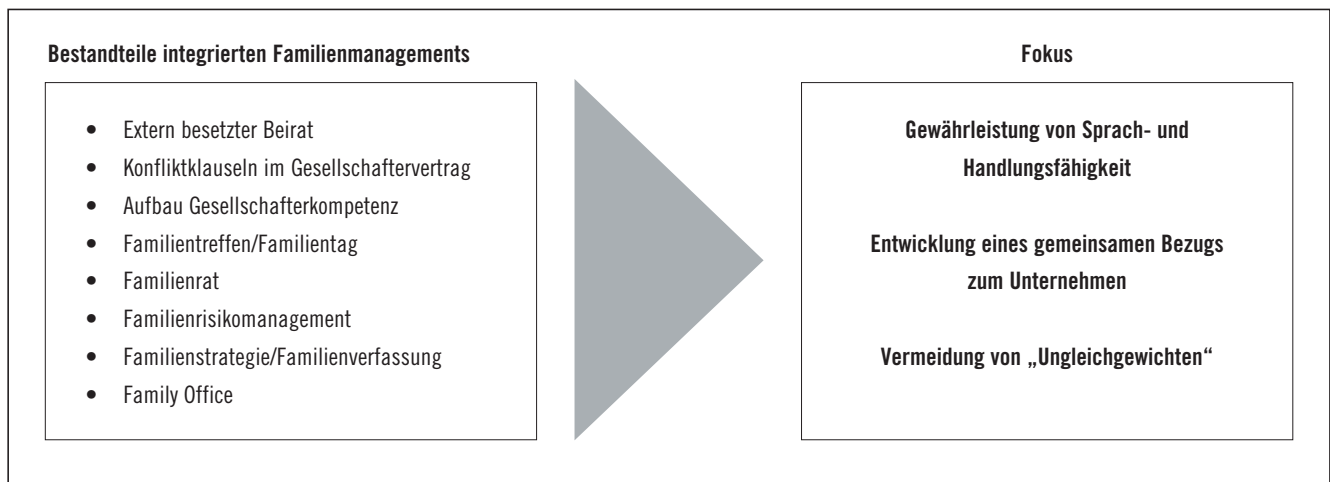 Bestandteile integrierten Familienmanagements
• Extern besetzter Beirat
• Konfliktklauseln im Gesellschaftervertrag
• Aufbau Gesellschafterkompetenz
• Familientreffen/Familientag
• Familienrat
• Familienrisikomanagement
• Familienstrategie/Familienverfassung
• Family Office
Fokus
Gewährleistung von Sprach- und
Handlungsfähigkeit
Entwicklung eines gemeinsamen Bezugs
zum Unternehmen
Vermeidung von „Ungleichgewichten“